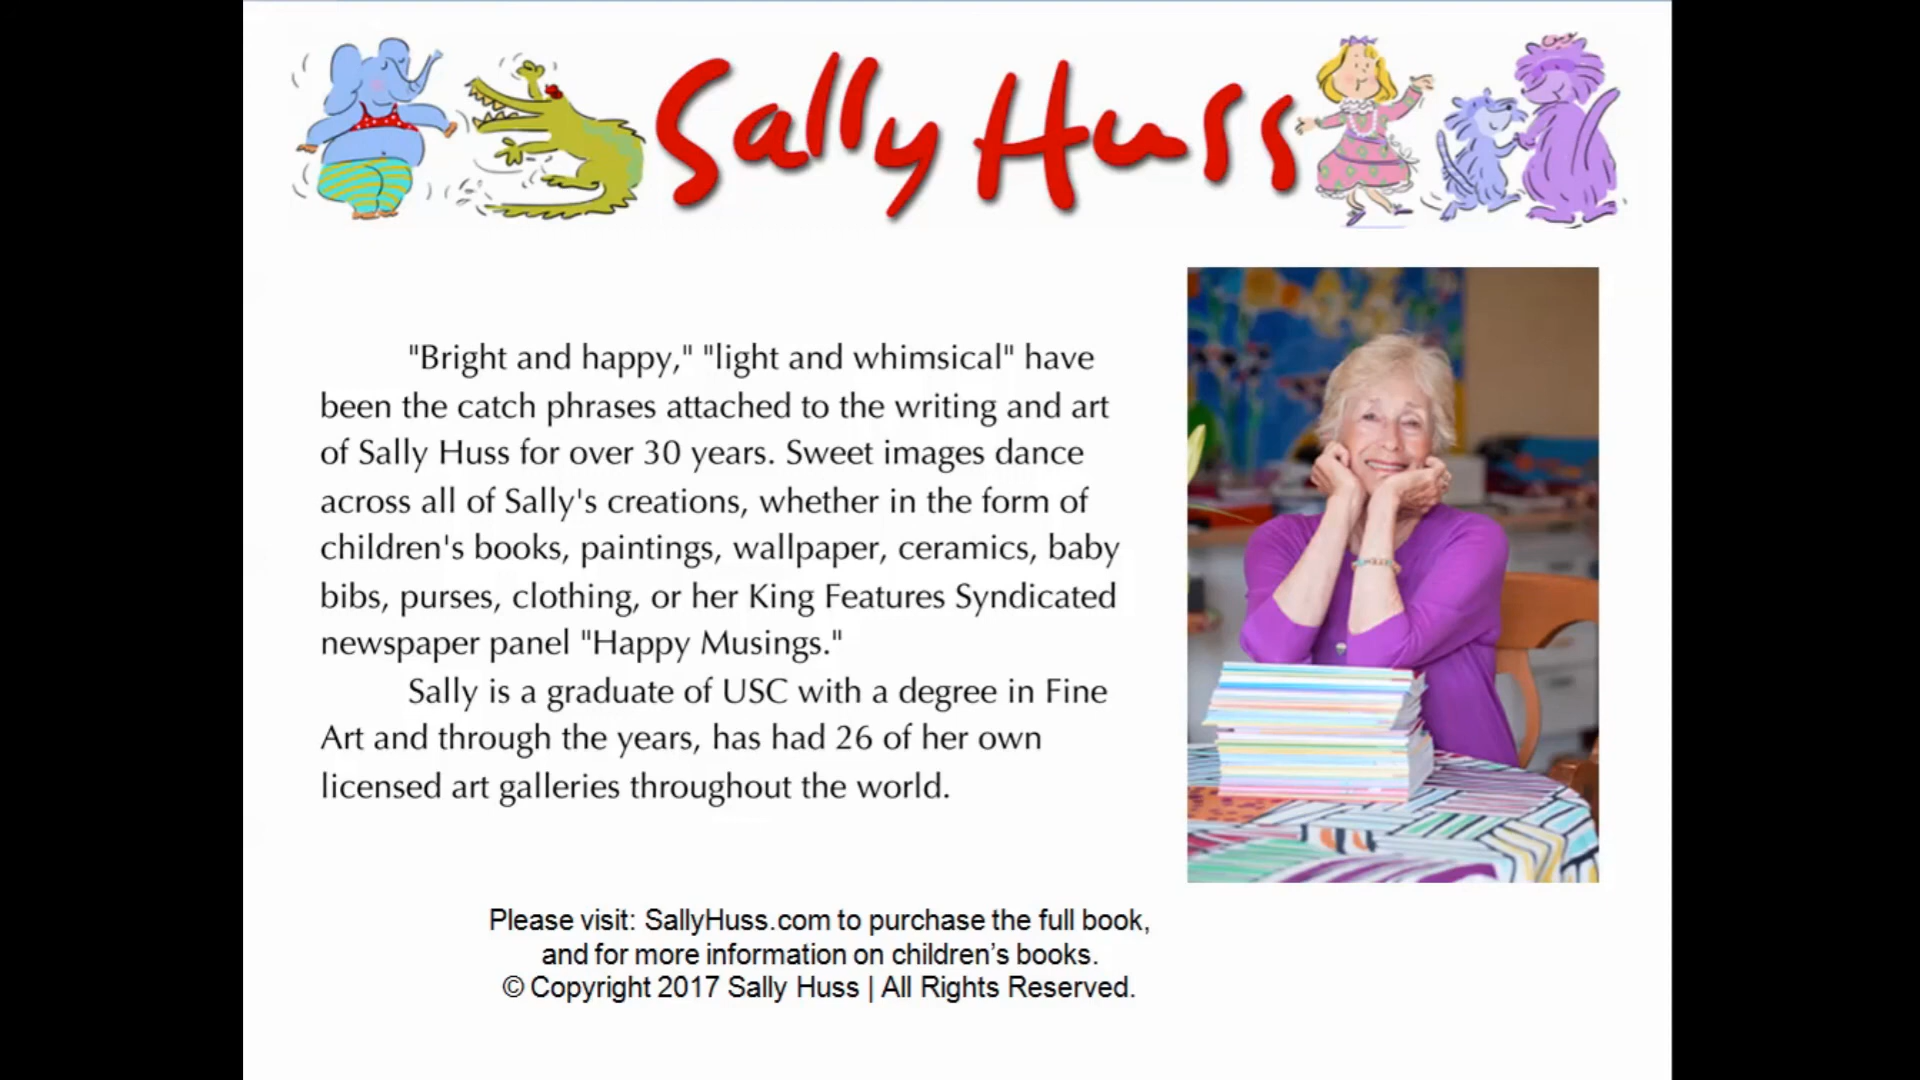 Sally Huss
"Bright and happy," "light and whimsical" have
been the catch phrases attached to the writing and art
of Sally Huss for over 30 years. Sweet images dance
across all of Sally's creations, whether in the form of
children's books, paintings, wallpaper, ceramics, baby
bibs, purses, clothing, or her King Features Syndicated
newspaper panel "Happy Musings."
Sally is a graduate of USC with a degree in Fine
Art and through the years, has had 26 of her own
licensed art galleries throughout the world.
Please visit: SallyHuss.com to purchase the full book,
and for more information on children’s books.
© Copyright 2017 Sally Huss | All Rights Reserved.